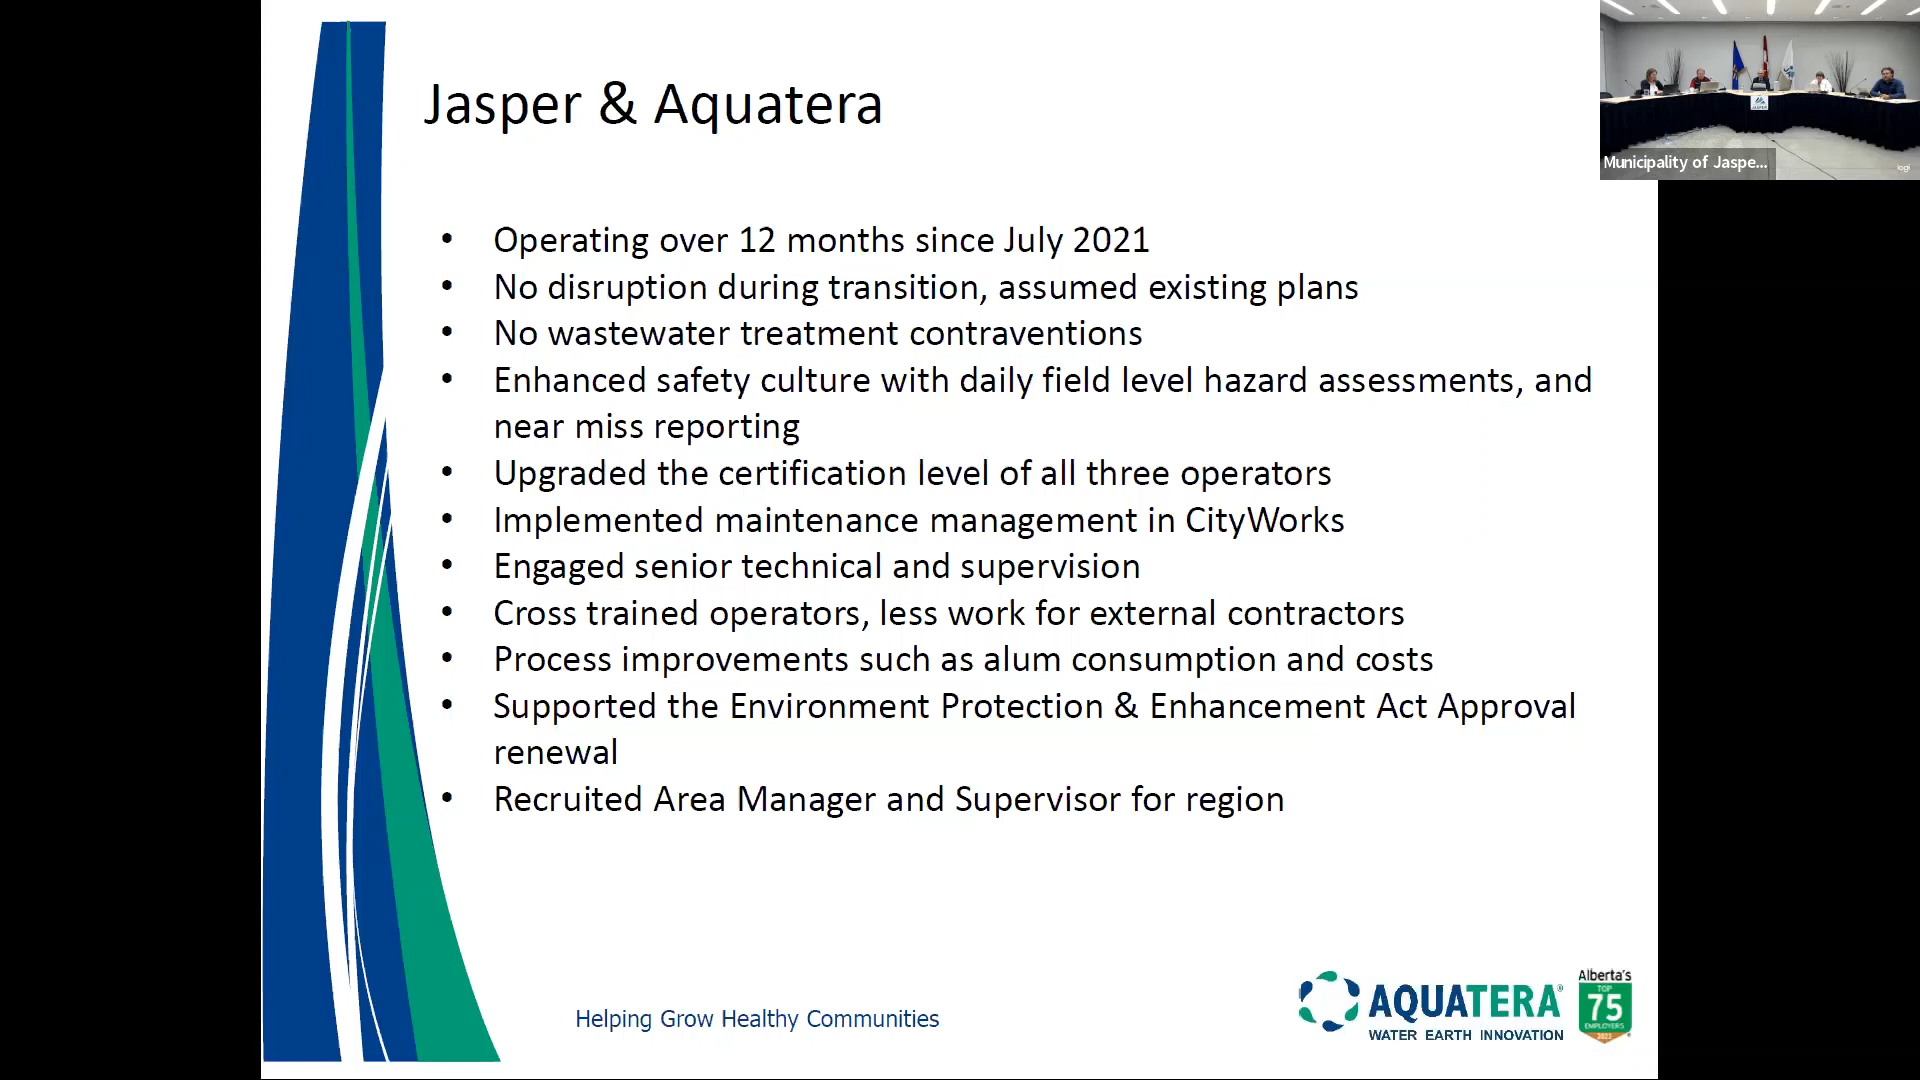 Jasper & Aquatera
Municipality of Jaspe...
logi
JASPER
• Operating over 12 months since July 2021
• No disruption during transition, assumed existing plans
• No wastewater treatment contraventions
• Enhanced safety culture with daily field level hazard assessments, and
near miss reporting
• Upgraded the certification level of all three operators
• Implemented maintenance management in CityWorks
• Engaged senior technical and supervision
• Cross trained operators, less work for external contractors
• Process improvements such as alum consumption and costs
• Supported the Environment Protection & Enhancement Act Approval
renewal
• Recruited Area Manager and Supervisor for region
Helping Grow Healthy Communities
AQUATERA®
WATER EARTH INNOVATION
Alberta's
TOP
75
EMPLOYERS